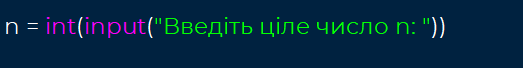 n = int(input("Введіть ціле число n: "))